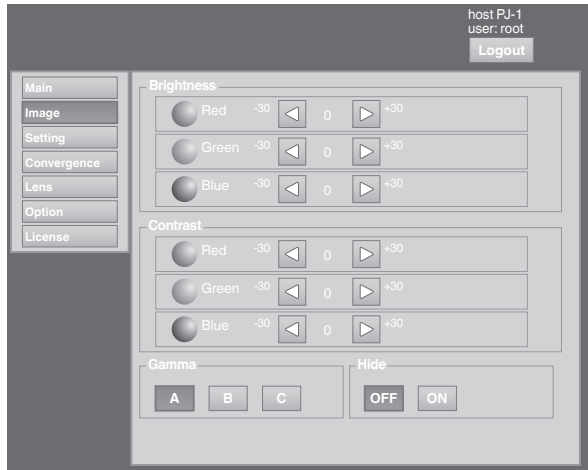 host PJ-1
user: root
Logout
Main
Image
Setting
Convergence
Lens
Option
License
Brightness
Red -30 0 +30
Green -30 0 +30
Blue -30 0 +30
Contrast
Red -30 0 +30
Green -30 0 +30
Blue -30 0 +30
Gamma
A B C
Hide
OFF ON